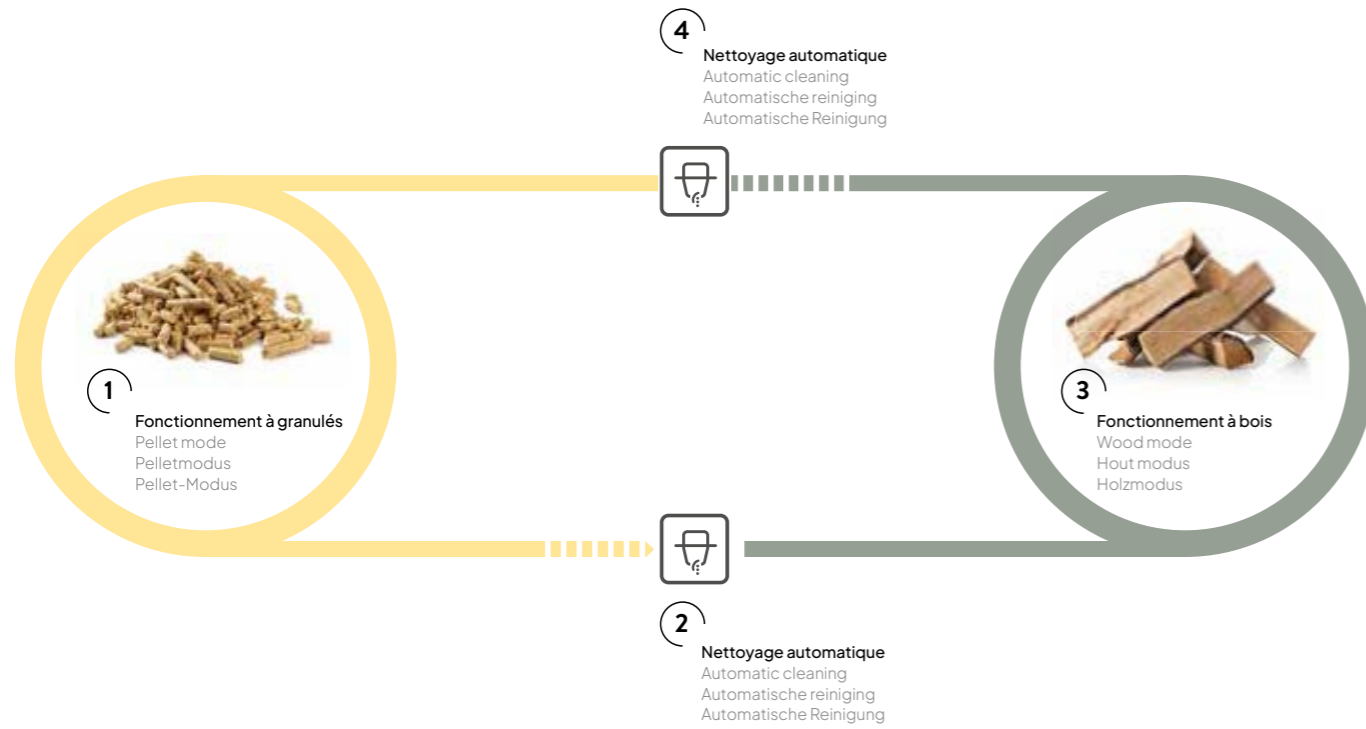 4
Nettoyage automatique
Automatic cleaning
Automatische reiniging
Automatische Reinigung
1
Fonctionnement à granulés
Pellet mode
Pelletmodus
Pellet-Modus
3
Fonctionnement à bois
Wood mode
Hout modus
Holzmodus
2
Nettoyage automatique
Automatic cleaning
Automatische reiniging
Automatische Reinigung